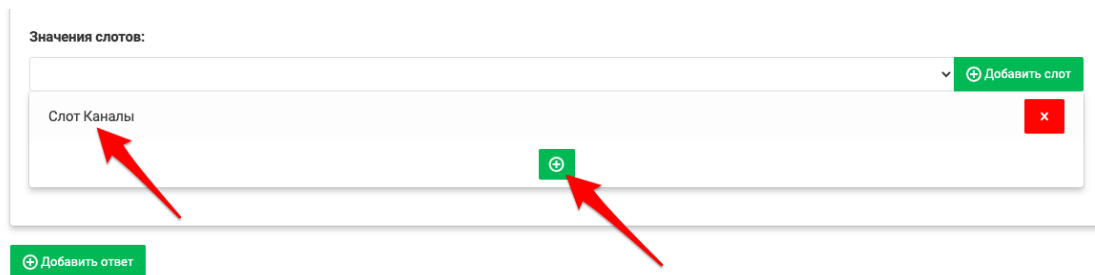 Значения слотов:
Добавить слот
Слот Каналы
x
Добавить ответ